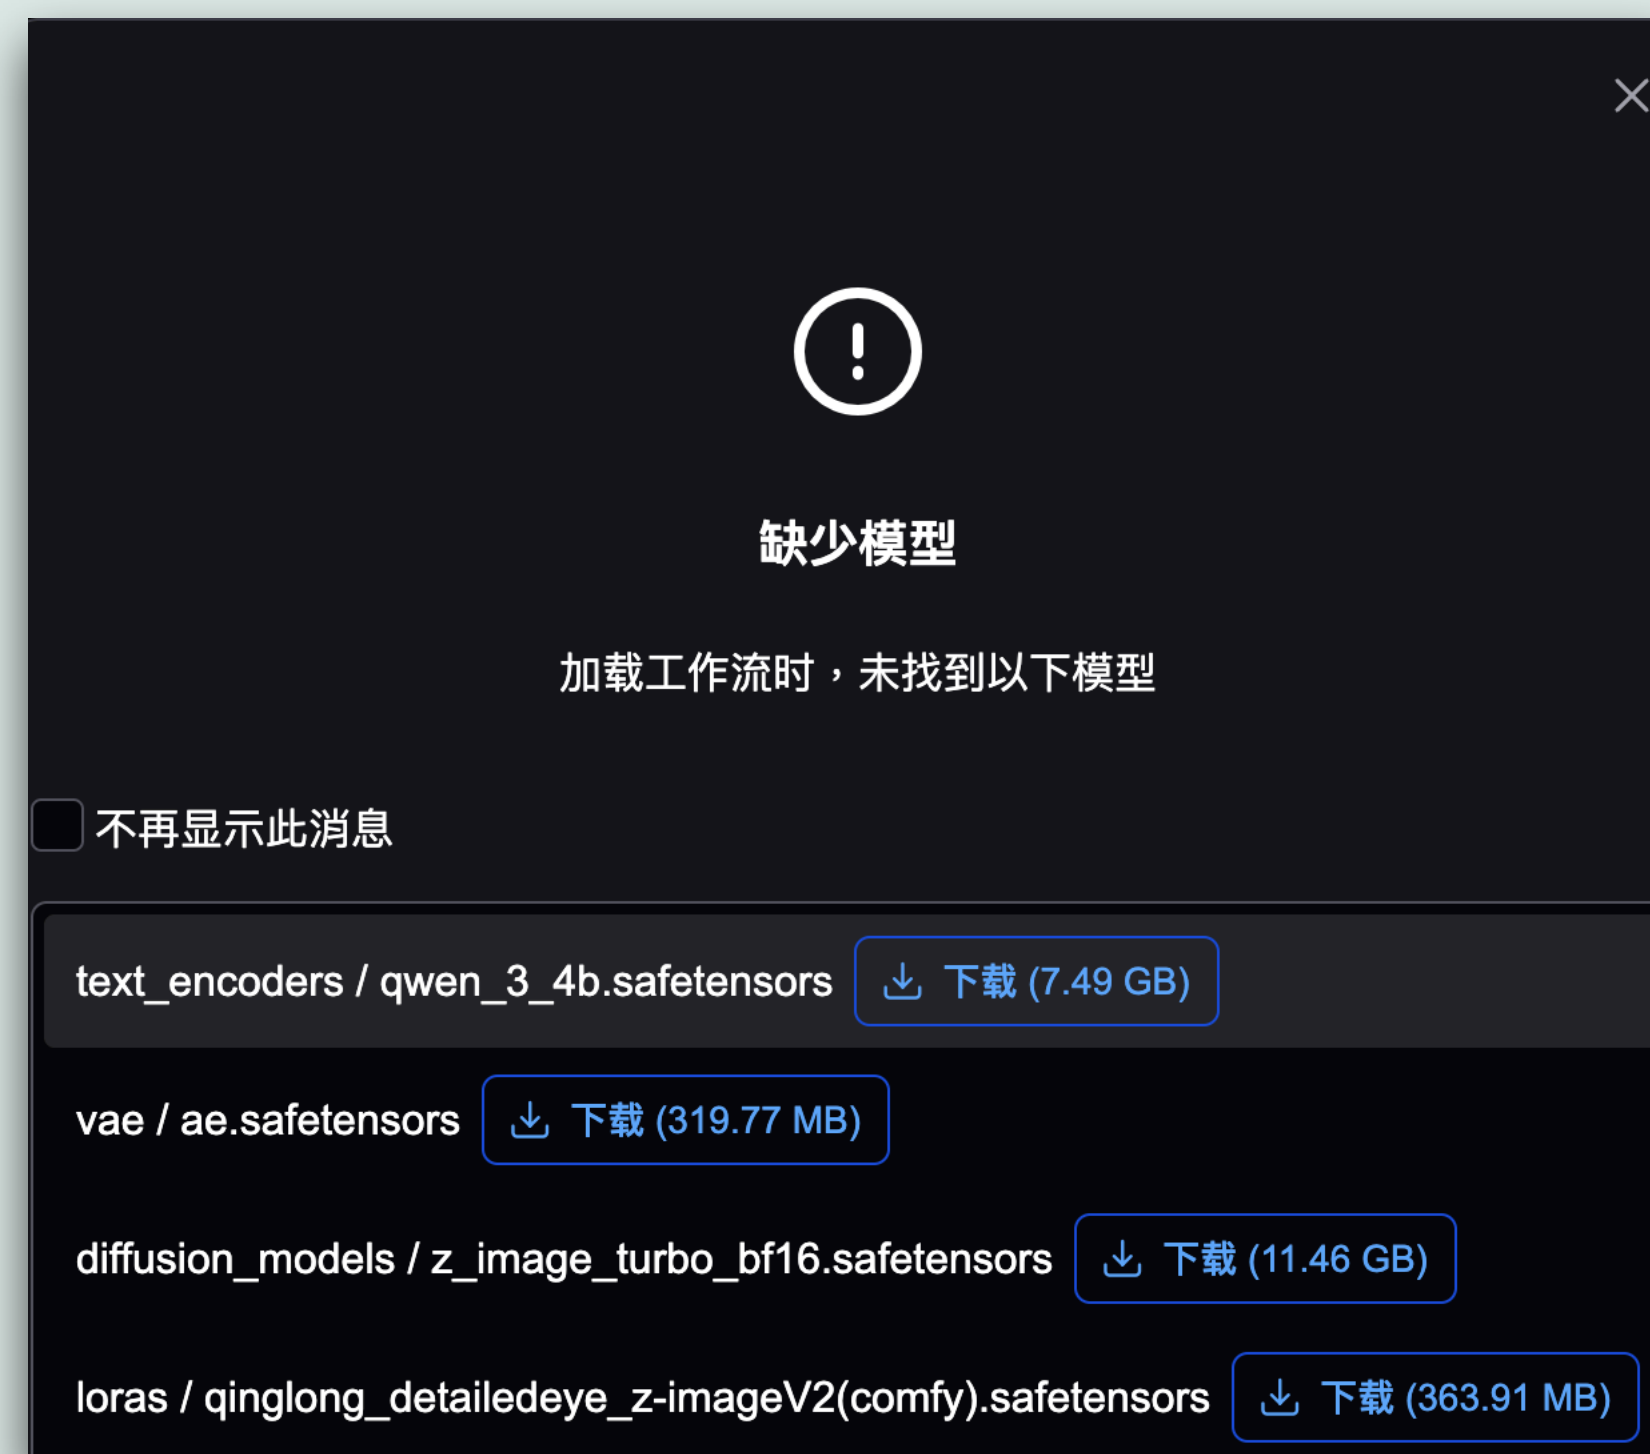 缺少模型
加载工作流时，未找到以下模型
不再显示此消息
text_encoders / qwen_3_4b.safetensors 下载 (7.49 GB)
vae / ae.safetensors 下载 (319.77 MB)
diffusion_models / z_image_turbo_bf16.safetensors 下载 (11.46 GB)
loras / qinglong_detailedeye_z-imageV2(comfy).safetensors 下载 (363.91 MB)